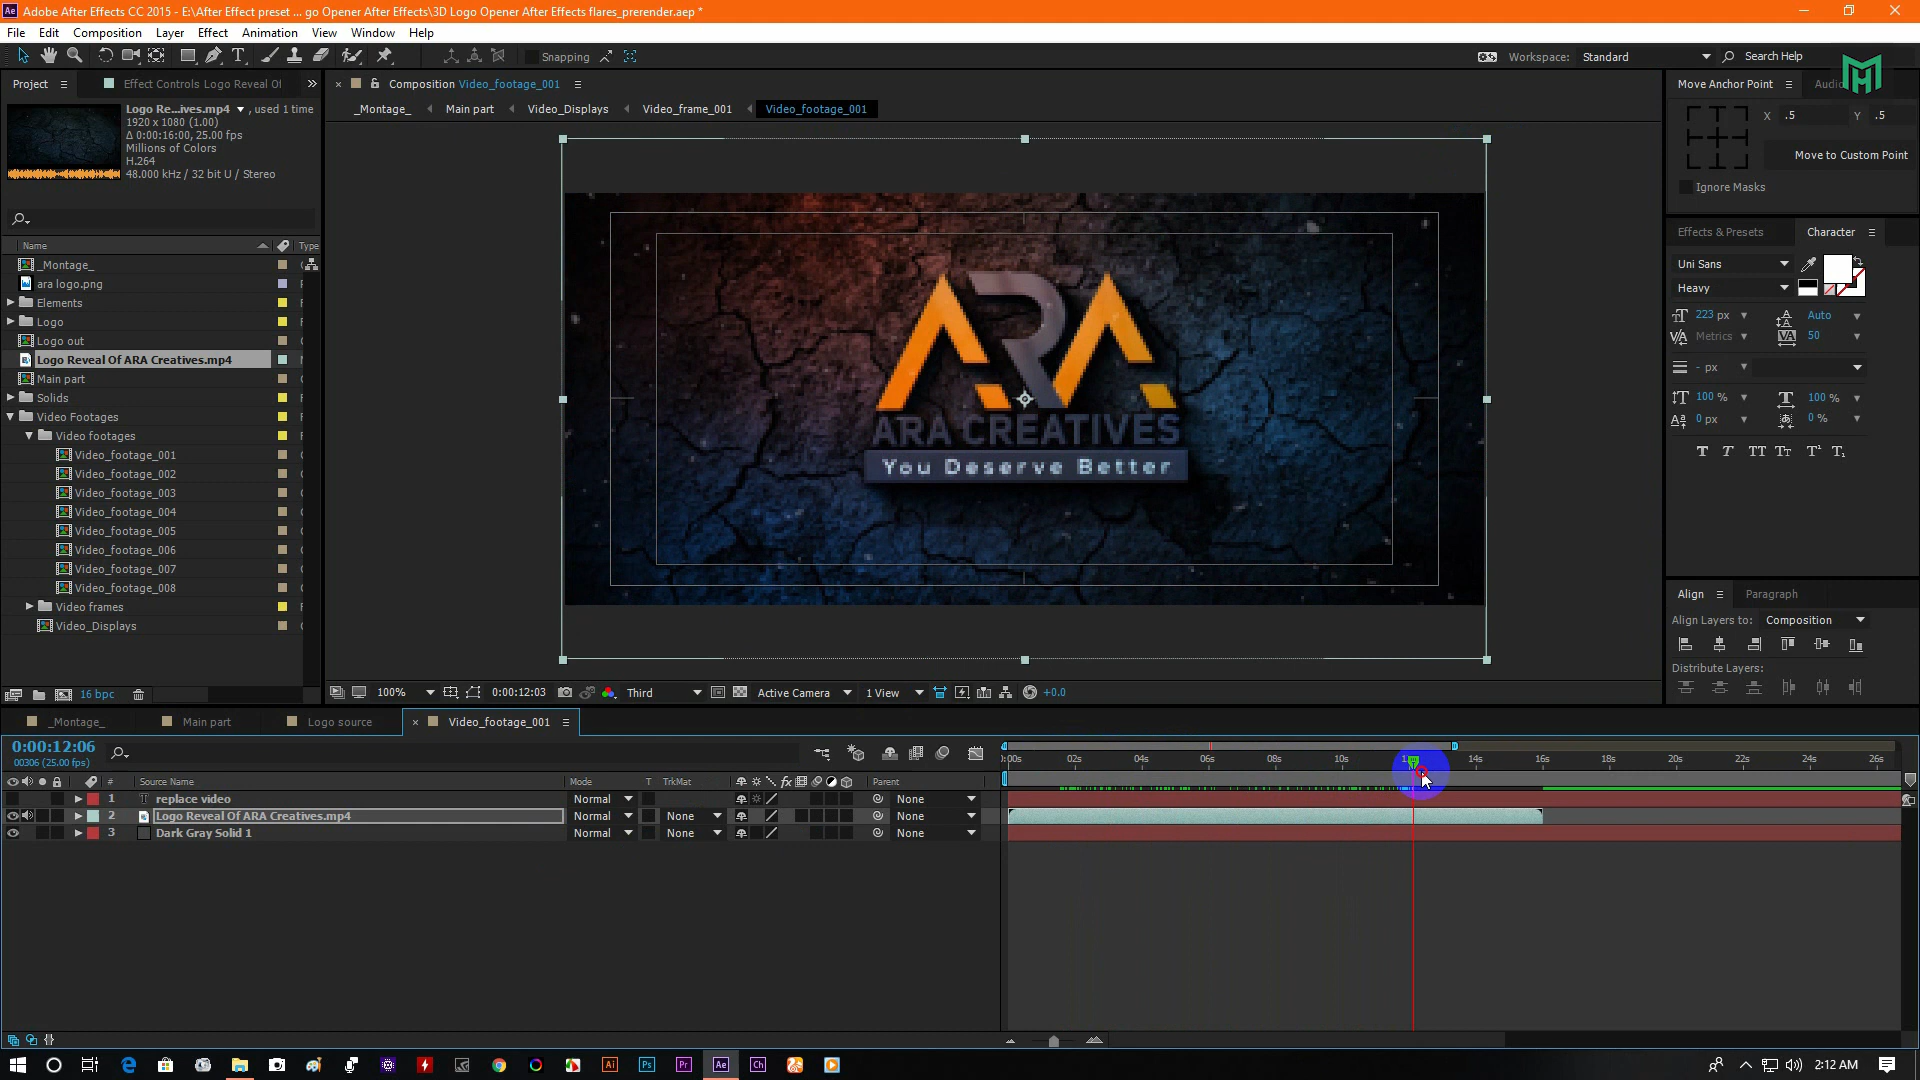 Adobe After Effects CC 2015 - E:\After Effect preset ... go Opener After Effects\3D Logo Opener After Effects flares_prerender.aep *
File Edit Composition Layer Effect Animation View Window Help
Snapping
Workspace: Standard
Search Help
Project
Effect Controls Logo Reveal Of
Logo Re...ives.mp4 , used 1 time
1920 x 1080 (1.00)
Δ 0:00:16:00, 25.00 fps
Millions of Colors
H.264
48.000 kHz / 32 bit U / Stereo
Name Type
_Montage_
ara logo.png
Elements
Logo
Logo out
Logo Reveal Of ARA Creatives.mp4
Main part
Solids
Video Footages
Video footages
Video_footage_001
Video_footage_002
Video_footage_003
Video_footage_004
Video_footage_005
Video_footage_006
Video_footage_007
Video_footage_008
Video frames
Video_Displays
16 bpc
Composition Video_footage_001
_Montage_ Main part Video_Displays Video_frame_001 Video_footage_001
ARA
ARA CREATIVES
You Deserve Better
100% 0:00:12:03 Third Active Camera 1 View +0.0
Move Anchor Point
Audio
X .5 Y .5
Move to Custom Point
Ignore Masks
Effects & Presets Character
Uni Sans
Heavy
223 px Auto
Metrics 50
- px
100 % 100 %
0 px 0 %
T T TT Tt T¹ T₁
Align Paragraph
Align Layers to: Composition
Distribute Layers:
_Montage_ Main part Logo source Video_footage_001
0:00:12:06
00306 (25.00 fps)
# Source Name Mode T TrkMat Parent
1 replace video Normal None
2 Logo Reveal Of ARA Creatives.mp4 Normal None None
3 Dark Gray Solid 1 Normal None None
0:00s 02s 04s 06s 08s 10s 14s 16s 18s 20s 22s 24s 26s
Ai Ps Pr Ae Ch
2:12 AM